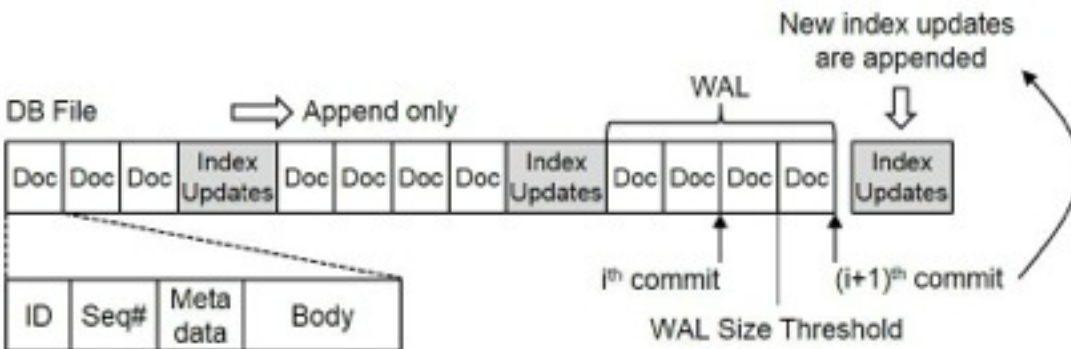 New index updates
are appended
DB File
Append only
WAL
Doc Doc Doc Index Updates Doc Doc Doc Doc Index Updates Doc Doc Doc Doc Index Updates
ith commit
(i+1)th commit
WAL Size Threshold
ID Seq# Meta data Body